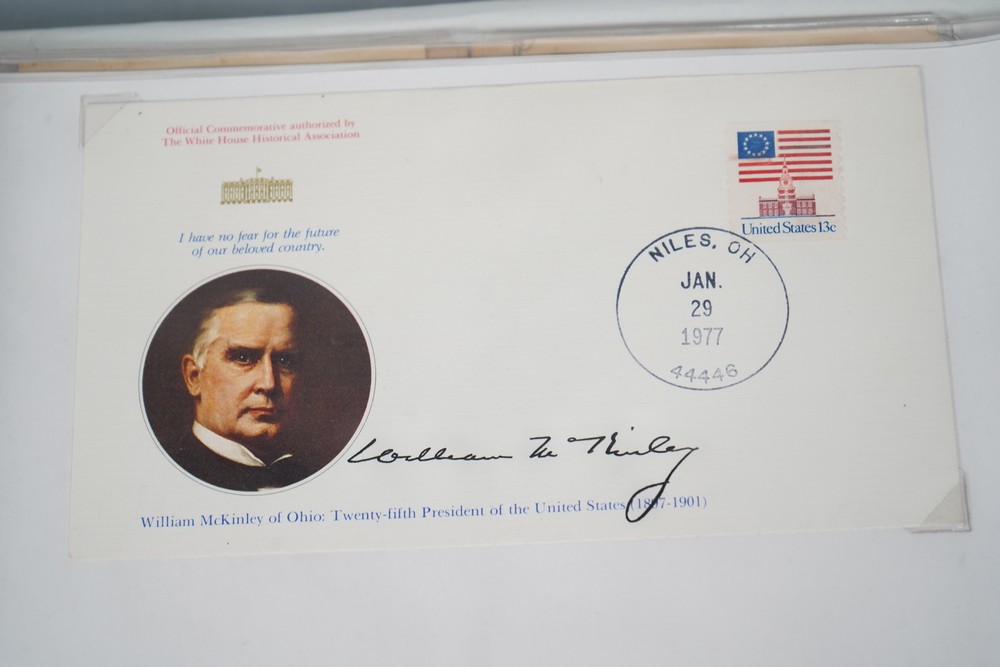 Official Commemorative authorized by
The White House Historical Association
I have no fear for the future
of our beloved country.
United States 13c
NILES, OH
JAN.
29
1977
44446
William McKinley
William McKinley of Ohio: Twenty-fifth President of the United States (1897-1901)